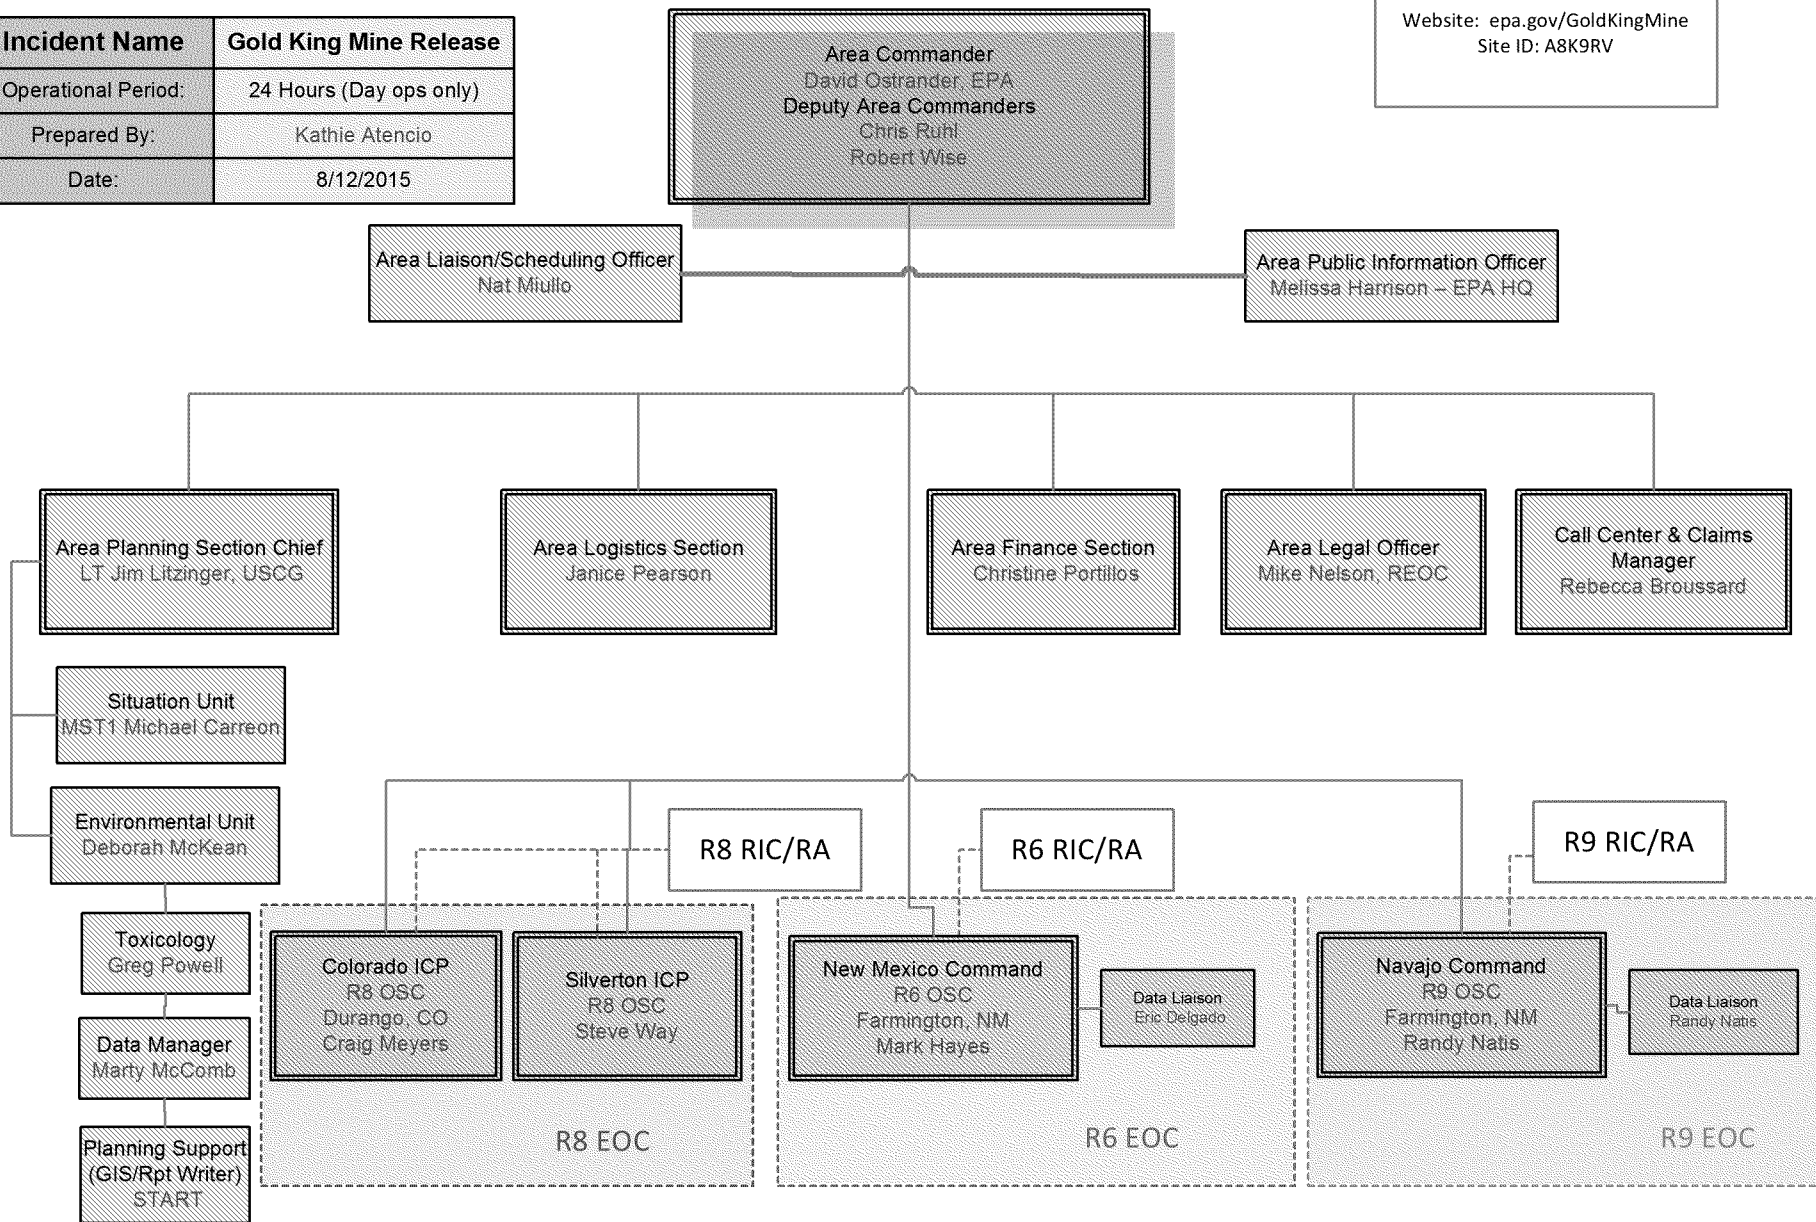 Incident Name
Gold King Mine Release
Operational Period:
24 Hours (Day ops only)
Prepared By:
Kathie Atencio
Date:
8/12/2015
Area Commander
David Ostrander, EPA
Deputy Area Commanders
Chris Ruhl
Robert Wise
Website: epa.gov/GoldKingMine
Site ID: A8K9RV
Area Liaison/Scheduling Officer
Nat Miullo
Area Public Information Officer
Melissa Harrison – EPA HQ
Area Planning Section Chief
LT Jim Litzinger, USCG
Area Logistics Section
Janice Pearson
Area Finance Section
Christine Portillos
Area Legal Officer
Mike Nelson, REOC
Call Center & Claims
Manager
Rebecca Broussard
Situation Unit
MST1 Michael Carreon
Environmental Unit
Deborah McKean
Toxicology
Greg Powell
Data Manager
Marty McComb
Planning Support
(GIS/Rpt Writer)
START
R8 RIC/RA
R6 RIC/RA
R9 RIC/RA
Colorado ICP
R8 OSC
Durango, CO
Craig Meyers
Silverton ICP
R8 OSC
Steve Way
R8 EOC
New Mexico Command
R6 OSC
Farmington, NM
Mark Hayes
Data Liaison
Eric Delgado
R6 EOC
Navajo Command
R9 OSC
Farmington, NM
Randy Natis
Data Liaison
Randy Natis
R9 EOC